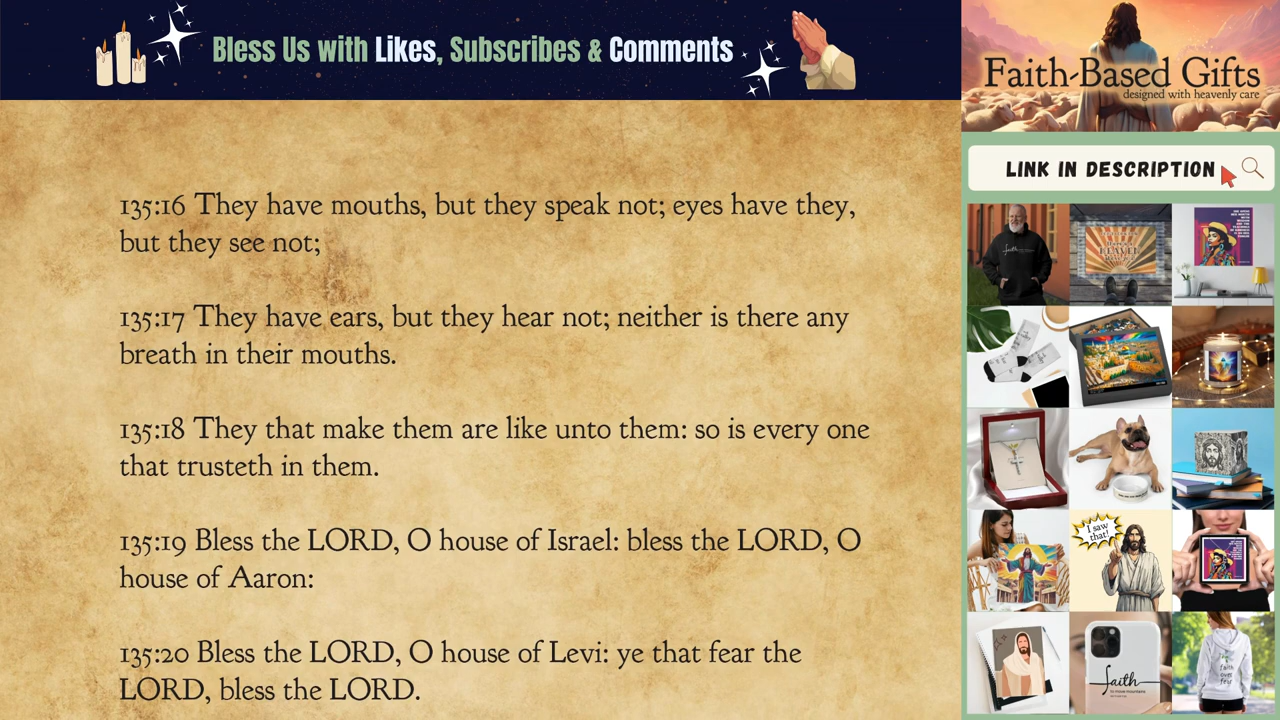 Bless Us with Likes, Subscribes & Comments
135:16 They have mouths, but they speak not; eyes have they,
but they see not;
135:17 They have ears, but they hear not; neither is there any
breath in their mouths.
135:18 They that make them are like unto them: so is every one
that trusteth in them.
135:19 Bless the LORD, O house of Israel: bless the LORD, O
house of Aaron:
135:20 Bless the LORD, O house of Levi: ye that fear the
LORD, bless the LORD.
Faith-Based Gifts
designed with heavenly care
LINK IN DESCRIPTION
faith
HEAVEN
I saw
that!
faith
faith
over
fear